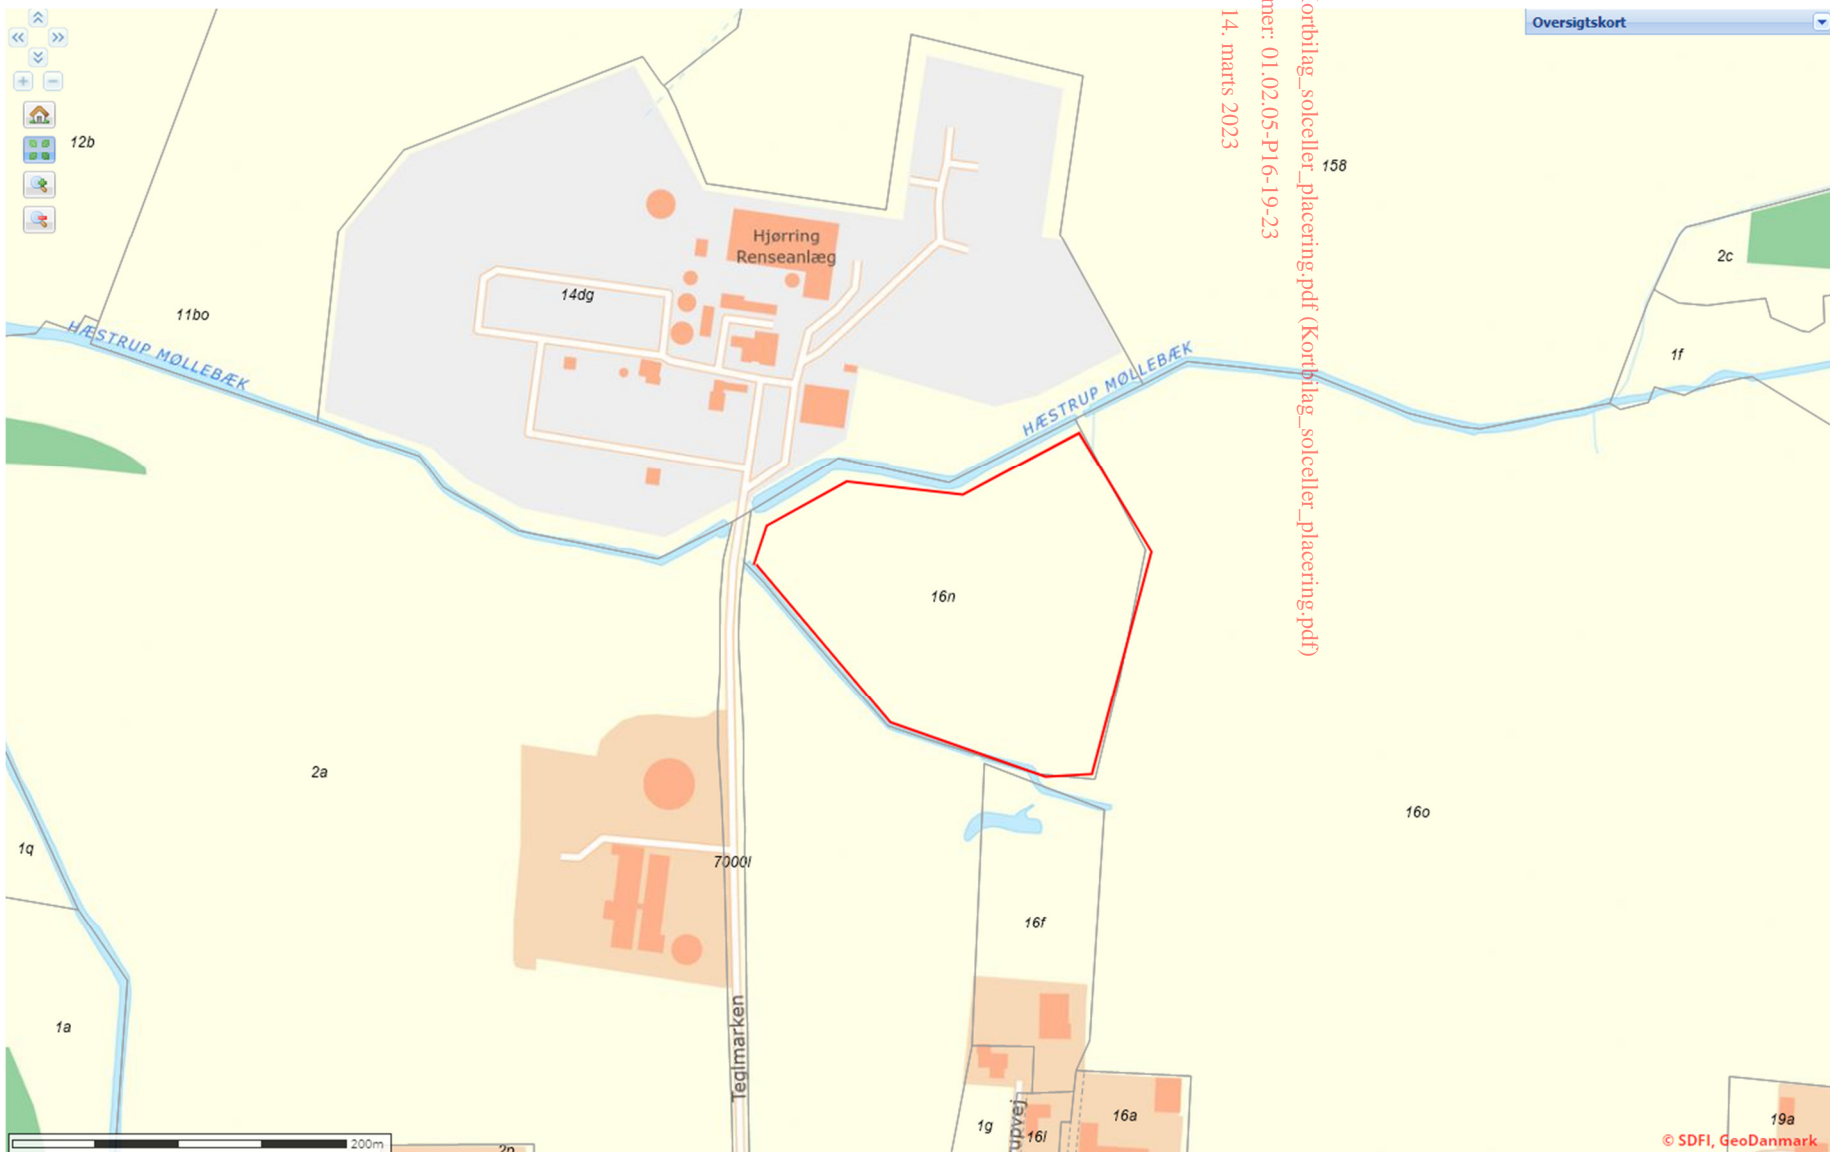 Oversigtskort
ortbilag_solceller_placering.pdf (Kortbilag_solceller_placering.pdf)
mer: 01.02.05-P16-19-23
14. marts 2023
12b
158
2c
Hjørring
Renseanlæg
14dg
11bo
HÆSTRUP MØLLEBÆK
HÆSTRUP MØLLEBÆK
1f
16n
2a
16o
1q
7000l
16f
1a
Teglmarken
upvej
1g
16l
16a
19a
200m
2n
© SDFI, GeoDanmark